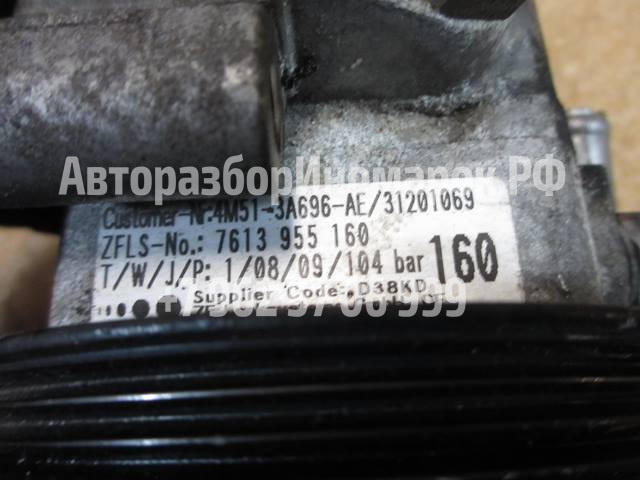 АвторазборИномарок.РФ
Customer-Nr:4M51-3A696-AE/31201069
ZFLS-No.: 7613 955 160
T/W/J/P: 1/08/09/104 bar 160
Supplier Code: D38KD